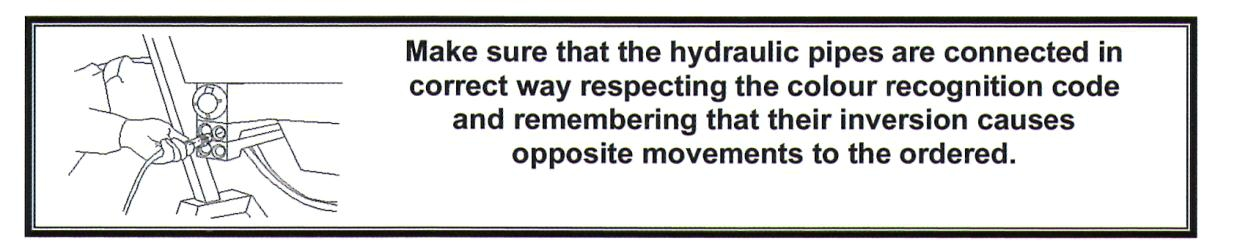 Make sure that the hydraulic pipes are connected in
correct way respecting the colour recognition code
and remembering that their inversion causes
opposite movements to the ordered.